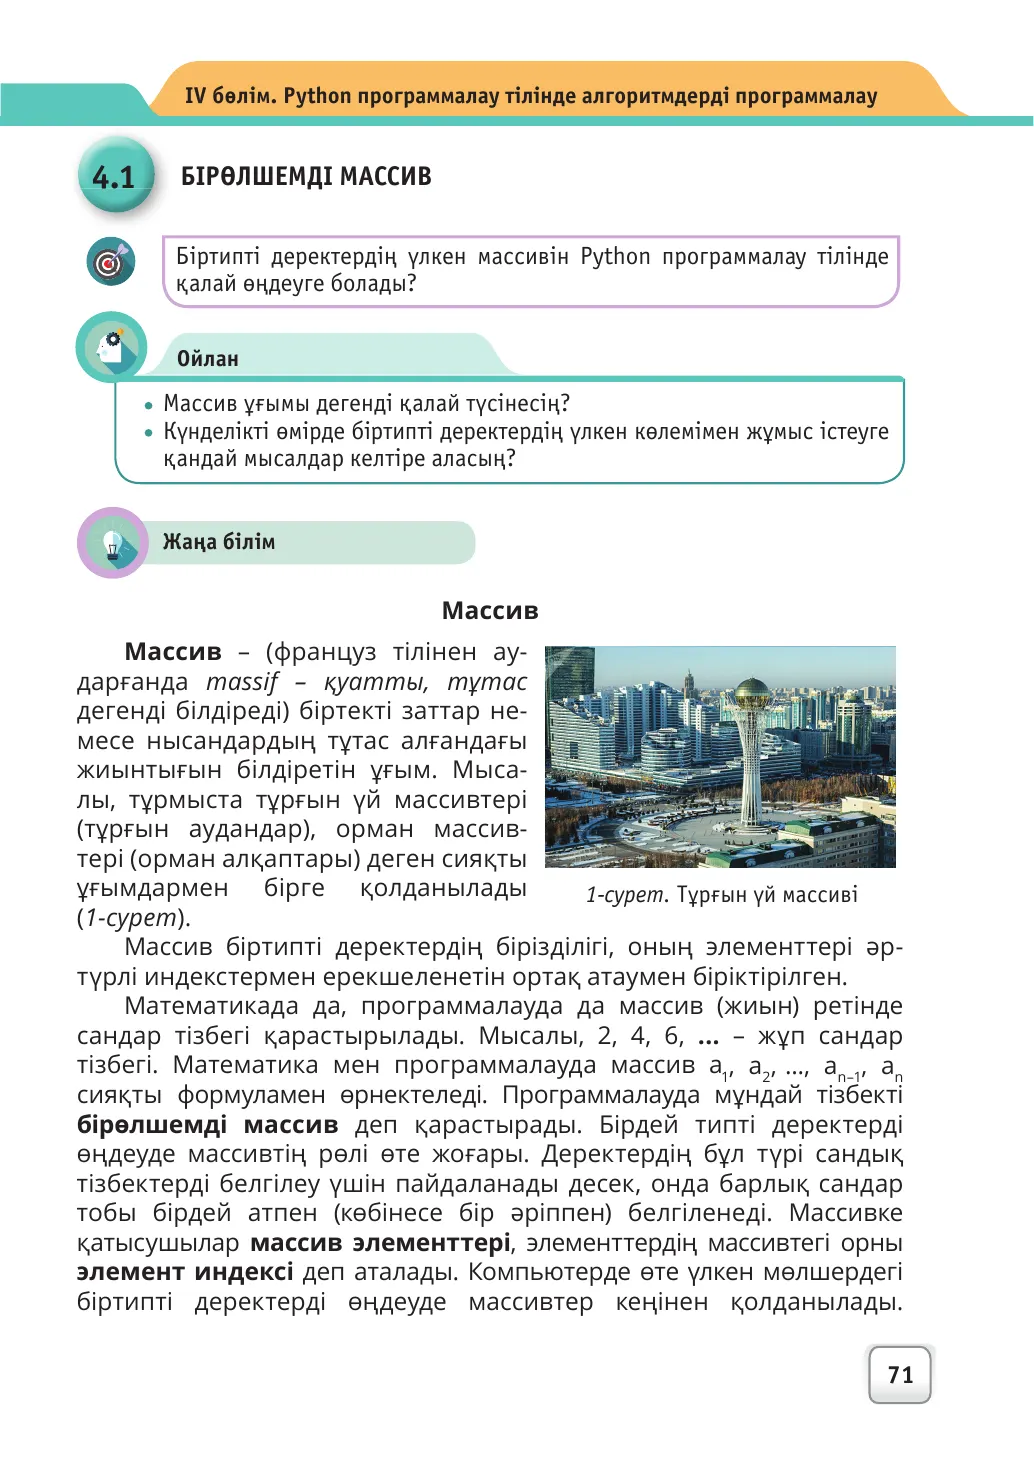 IV бөлім. Python программалау тілінде алгоритмдерді программалау
4.1
БІРӨЛШЕМДІ МАССИВ
Біртипті деректердің үлкен массивін Python программалау тілінде
қалай өңдеуге болады?
Ойлан
• Массив ұғымы дегенді қалай түсінесің?
• Күнделікті өмірде біртипті деректердің үлкен көлемімен жұмыс істеуге
қандай мысалдар келтіре аласың?
Жаңа білім
Массив
Массив – (француз тілінен ау-
дарғанда massif – қуатты, тұтас
дегенді білдіреді) біртекті заттар не-
месе нысандардың тұтас алғандағы
жиынтығын білдіретін ұғым. Мыса-
лы, тұрмыста тұрғын үй массивтері
(тұрғын аудандар), орман массив-
тері (орман алқаптары) деген сияқты
ұғымдармен бірге қолданылады
(1-сурет).
1-сурет. Тұрғын үй массиві
Массив біртипті деректердің бірізділігі, оның элементтері әр-
түрлі индекстермен ерекшеленетін ортақ атаумен біріктірілген.
Математикада да, программалауда да массив (жиын) ретінде
сандар тізбегі қарастырылады. Мысалы, 2, 4, 6, ... – жұп сандар
тізбегі. Математика мен программалауда массив a₁, a₂, ..., aₙ₋₁, aₙ
сияқты формуламен өрнектеледі. Программалауда мұндай тізбекті
бірөлшемді массив деп қарастырады. Бірдей типті деректерді
өңдеуде массивтің рөлі өте жоғары. Деректердің бұл түрі сандық
тізбектерді белгілеу үшін пайдаланады десек, онда барлық сандар
тобы бірдей атпен (көбінесе бір әріппен) белгіленеді. Массивке
қатысушылар массив элементтері, элементтердің массивтегі орны
элемент индексі деп аталады. Компьютерде өте үлкен мөлшердегі
біртипті деректерді өңдеуде массивтер кеңінен қолданылады.
71